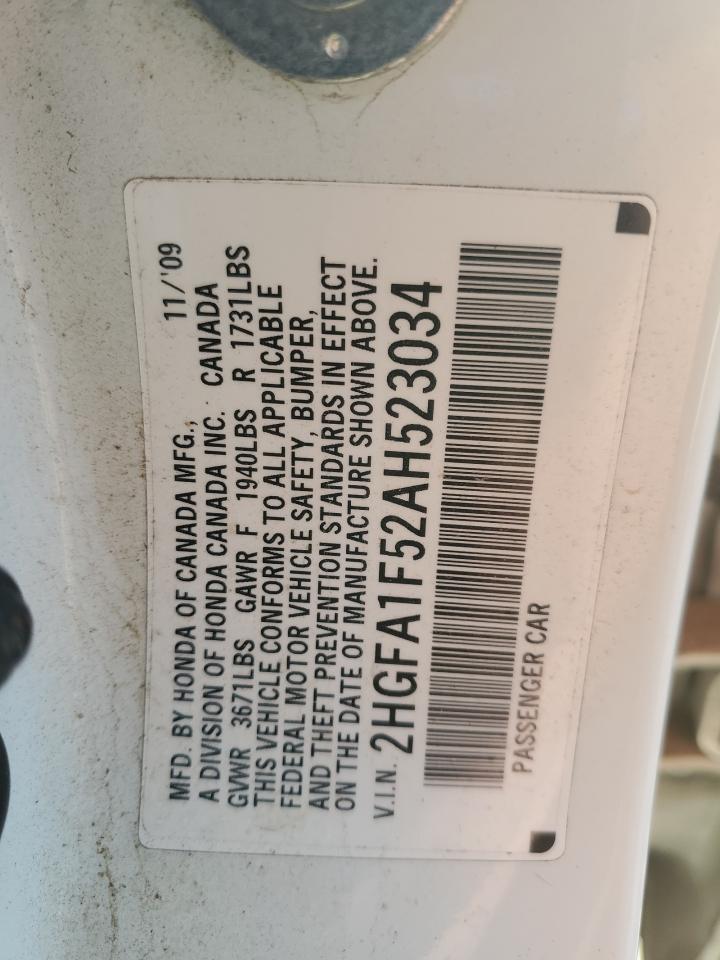 MFD. BY HONDA OF CANADA MFG., 11/'09
A DIVISION OF HONDA CANADA INC. CANADA
GVWR 3671LBS GAWR F 1940LBS R 1731LBS
THIS VEHICLE CONFORMS TO ALL APPLICABLE
FEDERAL MOTOR VEHICLE SAFETY, BUMPER,
AND THEFT PREVENTION STANDARDS IN EFFECT
ON THE DATE OF MANUFACTURE SHOWN ABOVE.
V.I.N. 2HGFA1F52AH523034
PASSENGER CAR